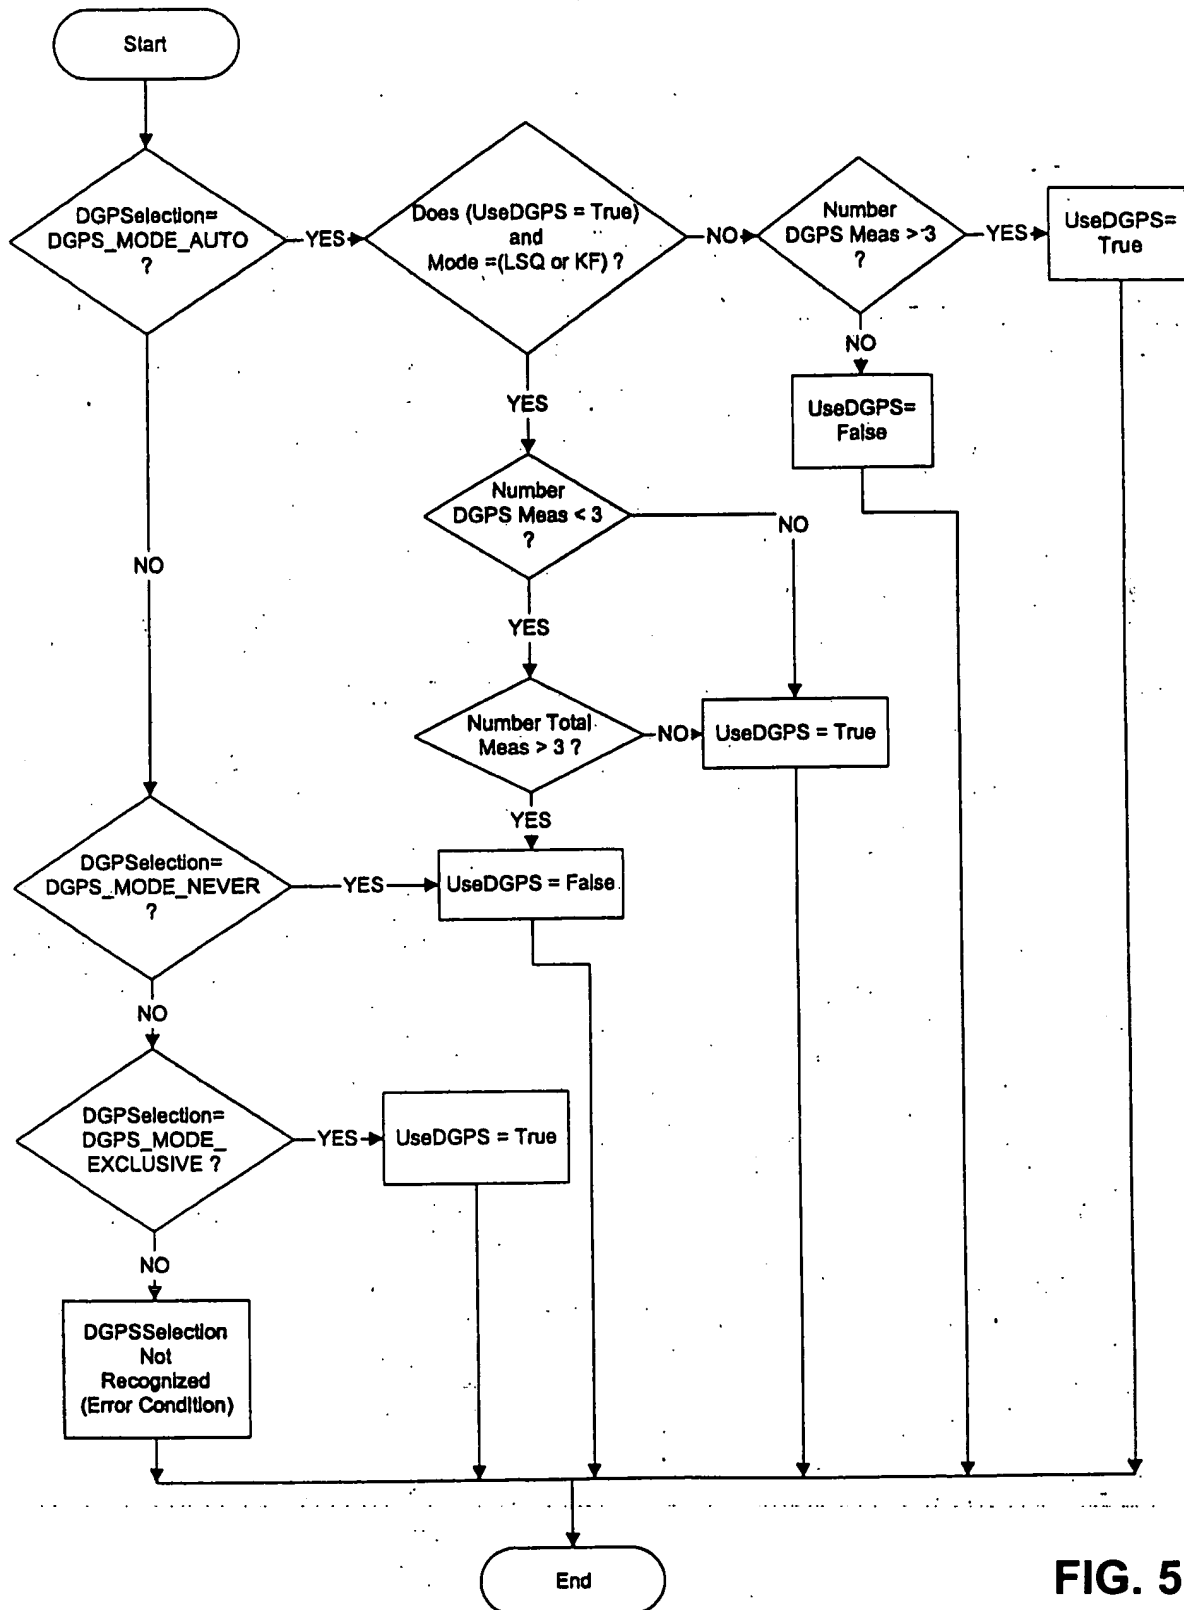 Start
DGPSelection=
DGPS_MODE_AUTO
?
YES
Does (UseDGPS = True)
and
Mode =(LSQ or KF) ?
NO
Number
DGPS Meas > 3
?
YES
UseDGPS=
True
NO
UseDGPS=
False
YES
Number
DGPS Meas < 3
?
NO
NO
YES
Number Total
Meas > 3 ?
NO
UseDGPS = True
YES
DGPSelection=
DGPS_MODE_NEVER
?
YES
UseDGPS = False
NO
DGPSelection=
DGPS_MODE_
EXCLUSIVE ?
YES
UseDGPS = True
NO
DGPSSelection
Not
Recognized
(Error Condition)
End
FIG. 5